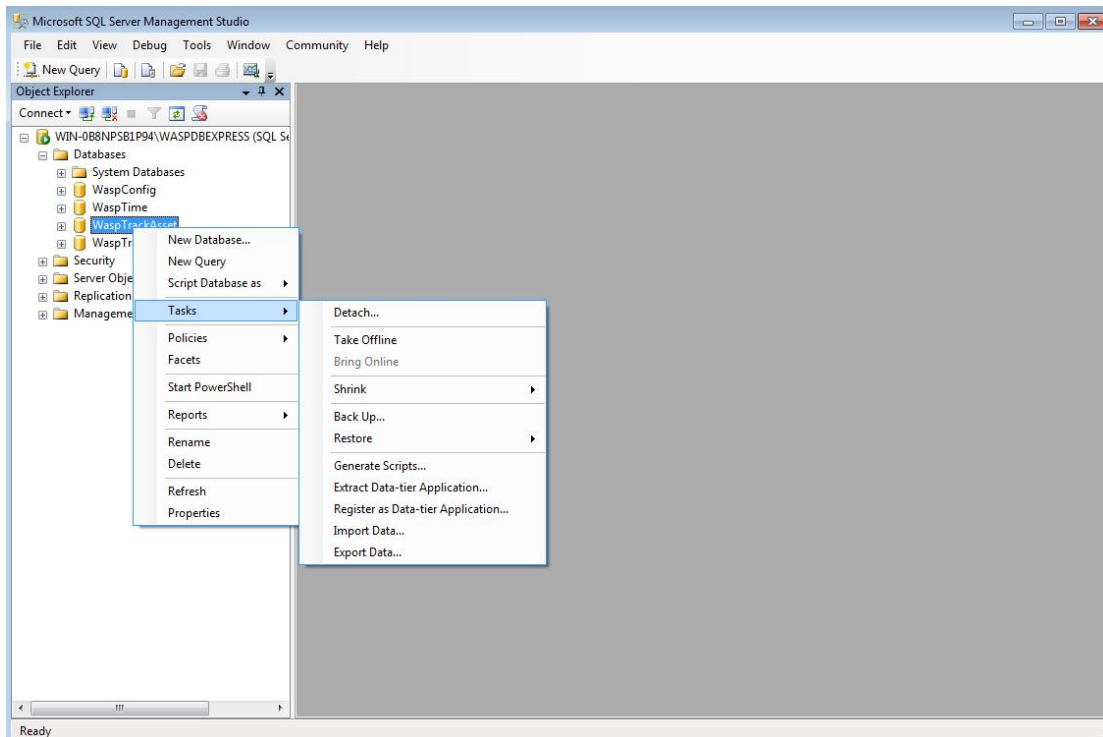 Microsoft SQL Server Management Studio
File Edit View Debug Tools Window Community Help
New Query
Object Explorer
Connect
WIN-0B8NPSB1P94\WASPDBEXPRESS (SQL Se
Databases
System Databases
WaspConfig
WaspTime
WaspTrackAsset
WaspTr
Security
Server Obje
Replication
Manageme
New Database...
New Query
Script Database as
Tasks
Policies
Facets
Start PowerShell
Reports
Rename
Delete
Refresh
Properties
Detach...
Take Offline
Bring Online
Shrink
Back Up...
Restore
Generate Scripts...
Extract Data-tier Application...
Register as Data-tier Application...
Import Data...
Export Data...
Ready